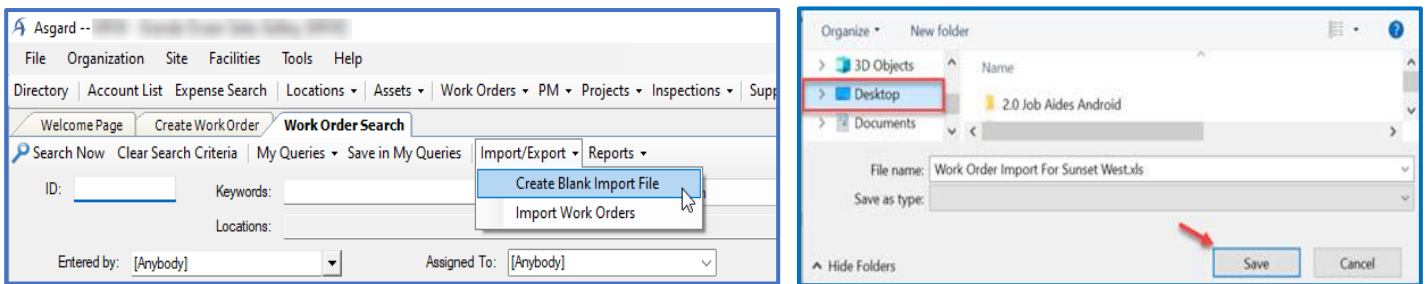 Asgard --
File Organization Site Facilities Tools Help
Directory Account List Expense Search Locations Assets Work Orders PM Projects Inspections Supp
Welcome Page Create Work Order Work Order Search
Search Now Clear Search Criteria My Queries Save in My Queries Import/Export Reports
ID: Keywords:
Create Blank Import File
Import Work Orders
Locations:
Entered by: [Anybody] Assigned To: [Anybody]
Organize New folder
3D Objects Name
Desktop
2.0 Job Aides Android
Documents
File name: Work Order Import For Sunset West.xls
Save as type:
Hide Folders Save Cancel